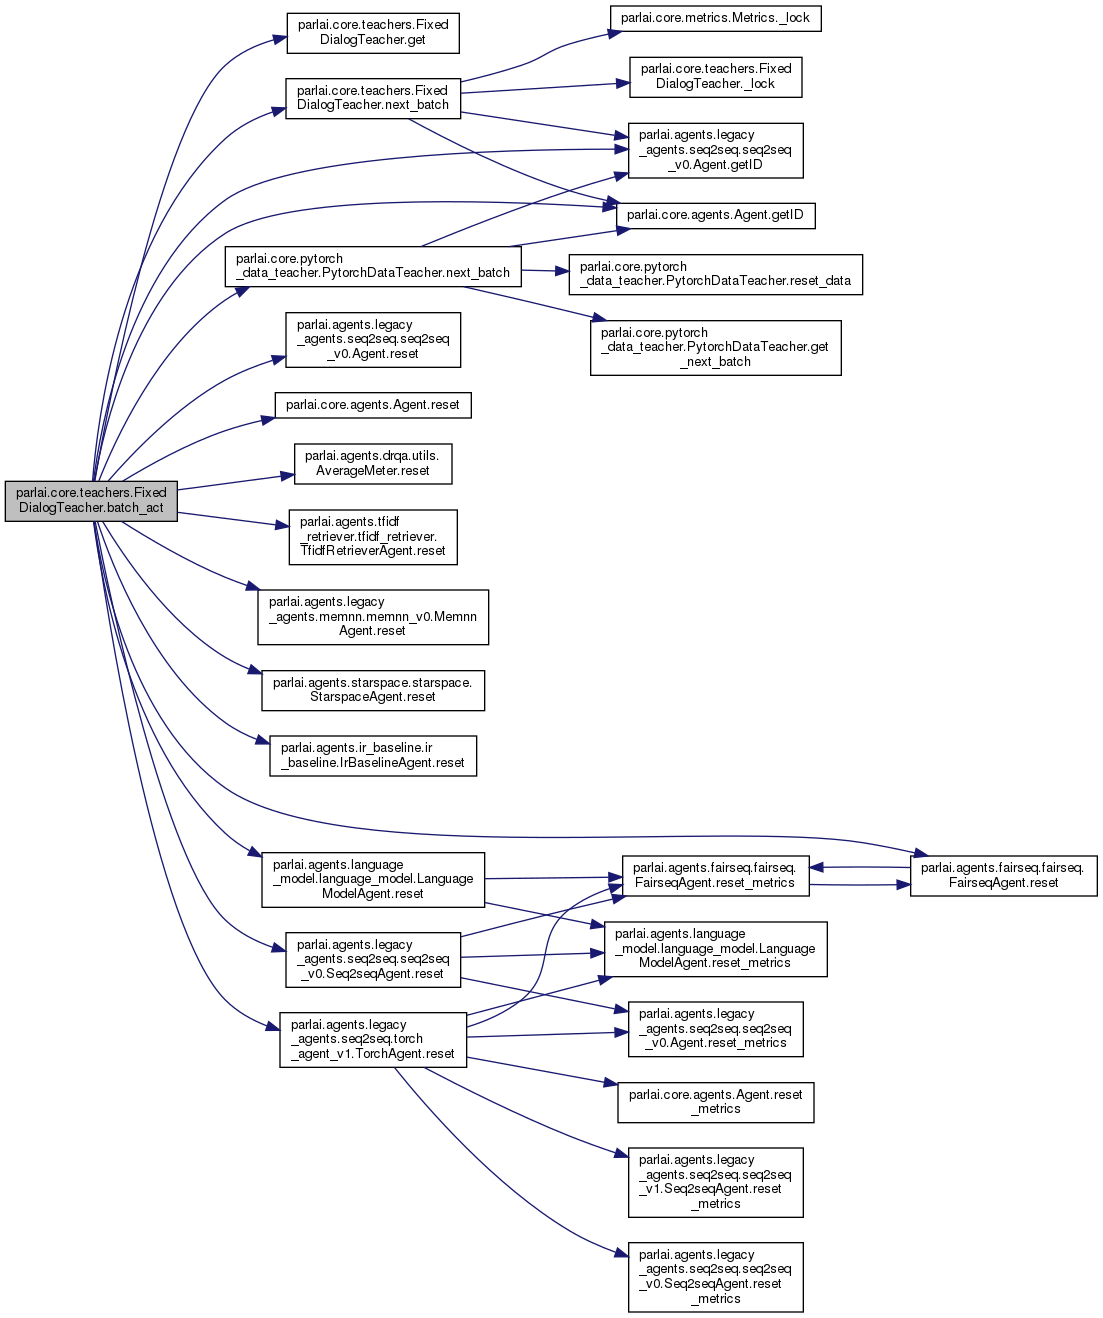 parlai.core.teachers.Fixed
DialogTeacher.batch_act
parlai.core.teachers.Fixed
DialogTeacher.get
parlai.core.teachers.Fixed
DialogTeacher.next_batch
parlai.core.pytorch
_data_teacher.PytorchDataTeacher.next_batch
parlai.agents.legacy
_agents.seq2seq.seq2seq
_v0.Agent.reset
parlai.core.agents.Agent.reset
parlai.agents.drqa.utils.
AverageMeter.reset
parlai.agents.tfidf
_retriever.tfidf_retriever.
TfidfRetrieverAgent.reset
parlai.agents.legacy
_agents.memnn.memnn_v0.Memnn
Agent.reset
parlai.agents.starspace.starspace.
StarspaceAgent.reset
parlai.agents.ir_baseline.ir
_baseline.IrBaselineAgent.reset
parlai.agents.language
_model.language_model.Language
ModelAgent.reset
parlai.agents.legacy
_agents.seq2seq.seq2seq
_v0.Seq2seqAgent.reset
parlai.agents.legacy
_agents.seq2seq.torch
_agent_v1.TorchAgent.reset
parlai.core.metrics.Metrics._lock
parlai.core.teachers.Fixed
DialogTeacher._lock
parlai.agents.legacy
_agents.seq2seq.seq2seq
_v0.Agent.getID
parlai.core.agents.Agent.getID
parlai.core.pytorch
_data_teacher.PytorchDataTeacher.reset_data
parlai.core.pytorch
_data_teacher.PytorchDataTeacher.get
_next_batch
parlai.agents.fairseq.fairseq.
FairseqAgent.reset_metrics
parlai.agents.fairseq.fairseq.
FairseqAgent.reset
parlai.agents.language
_model.language_model.Language
ModelAgent.reset_metrics
parlai.agents.legacy
_agents.seq2seq.seq2seq
_v0.Agent.reset_metrics
parlai.core.agents.Agent.reset
_metrics
parlai.agents.legacy
_agents.seq2seq.seq2seq
_v1.Seq2seqAgent.reset
_metrics
parlai.agents.legacy
_agents.seq2seq.seq2seq
_v0.Seq2seqAgent.reset
_metrics